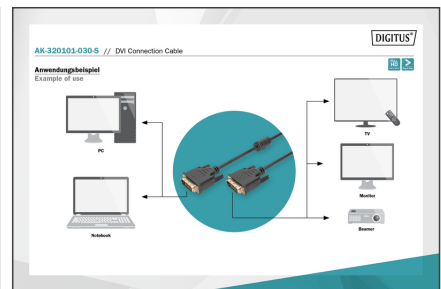 DIGITUS®
AK-320101-030-S // DVI Connection Cable
Anwendungsbeispiel
Example of use
PC
TV
Monitor
Notebook
Beamer